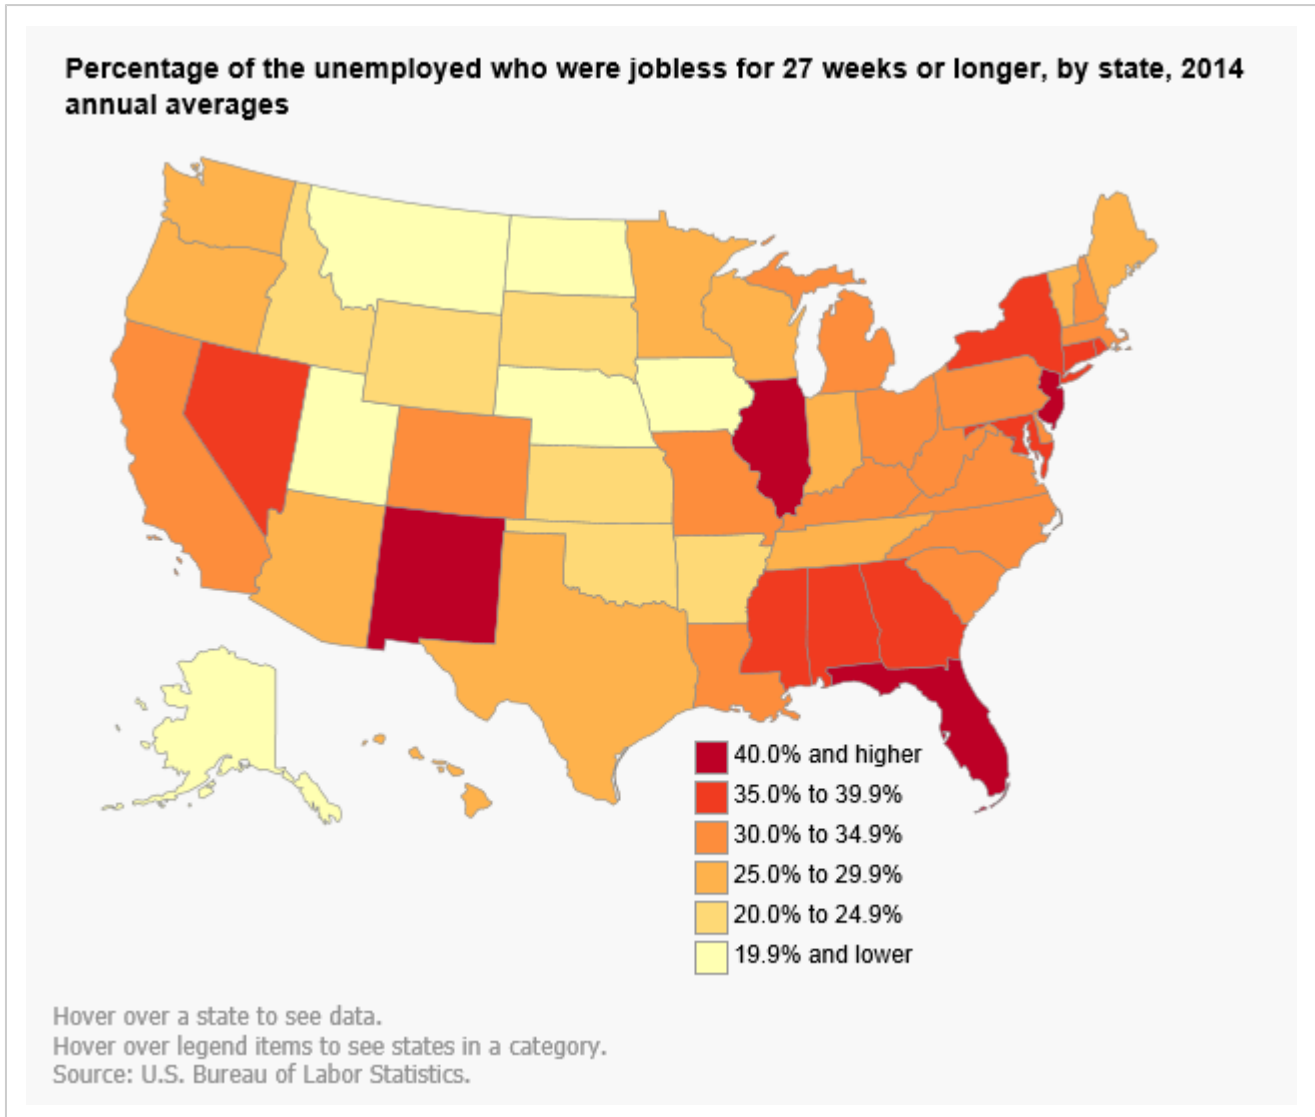 Percentage of the unemployed who were jobless for 27 weeks or longer, by state, 2014
annual averages
40.0% and higher
35.0% to 39.9%
30.0% to 34.9%
25.0% to 29.9%
20.0% to 24.9%
19.9% and lower
Hover over a state to see data.
Hover over legend items to see states in a category.
Source: U.S. Bureau of Labor Statistics.